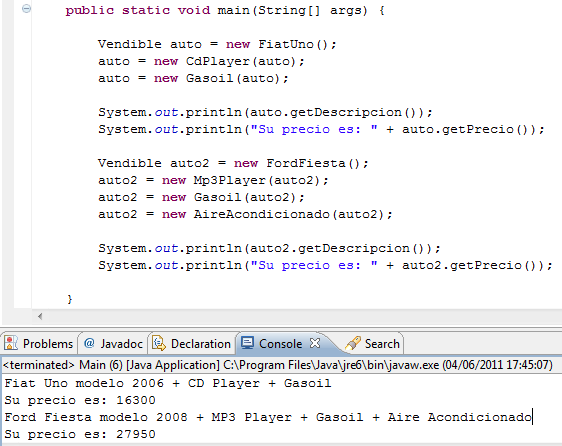 public static void main(String[] args) {
Vendible auto = new FiatUno();
auto = new CdPlayer(auto);
auto = new Gasoil(auto);
System.out.println(auto.getDescripcion());
System.out.println("Su precio es: " + auto.getPrecio());
Vendible auto2 = new FordFiesta();
auto2 = new Mp3Player(auto2);
auto2 = new Gasoil(auto2);
auto2 = new AireAcondicionado(auto2);
System.out.println(auto2.getDescripcion());
System.out.println("Su precio es: " + auto2.getPrecio());
}
Problems @ Javadoc Declaration Console Search
<terminated> Main (6) [Java Application] C:\Program Files\Java\jre6\bin\javaw.exe (04/06/2011 17:45:07)
Fiat Uno modelo 2006 + CD Player + Gasoil
Su precio es: 16300
Ford Fiesta modelo 2008 + MP3 Player + Gasoil + Aire Acondicionado
Su precio es: 27950